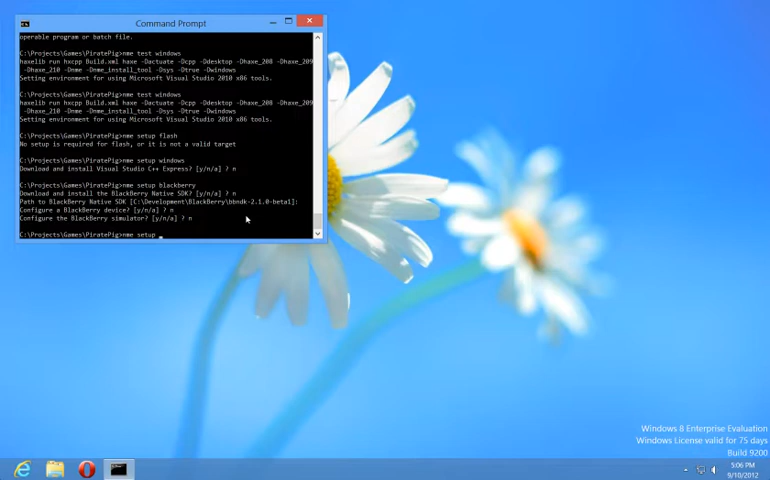 Command Prompt
operable program or batch file.
C:\Projects\Games\PiratePig>nme test windows
haxelib run hxcpp Build.xml haxe -Dactuate -Dcpp -Ddesktop -Dhaxe_208 -Dhaxe_209
-Dhaxe_210 -Dnme -Dnme_install_tool -Dsys -Dtrue -Dwindows
Setting environment for using Microsoft Visual Studio 2010 x86 tools.
C:\Projects\Games\PiratePig>nme test windows
haxelib run hxcpp Build.xml haxe -Dactuate -Dcpp -Ddesktop -Dhaxe_208 -Dhaxe_209
-Dhaxe_210 -Dnme -Dnme_install_tool -Dsys -Dtrue -Dwindows
Setting environment for using Microsoft Visual Studio 2010 x86 tools.
C:\Projects\Games\PiratePig>nme setup flash
No setup is required for flash, or it is not a valid target
C:\Projects\Games\PiratePig>nme setup windows
Download and install Visual Studio C++ Express? [y/n/a] ? n
C:\Projects\Games\PiratePig>nme setup blackberry
Download and install the BlackBerry Native SDK? [y/n/a] ? n
Path to BlackBerry Native SDK [C:\Development\BlackBerry\bbndk-2.1.0-beta1]:
Configure a BlackBerry device? [y/n/a] ? n
Configure the BlackBerry simulator? [y/n/a] ? n
C:\Projects\Games\PiratePig>nme setup _
Windows 8 Enterprise Evaluation
Windows License valid for 75 days
Build 9200
5:06 PM
9/10/2012